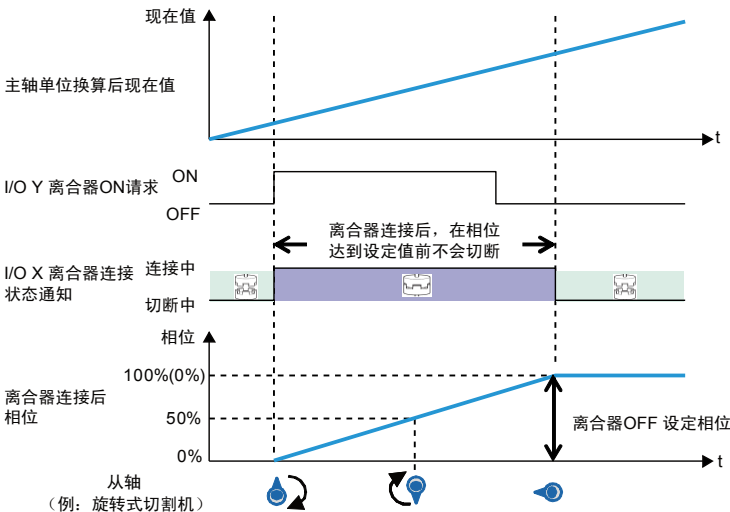 现在值
主轴单位换算后现在值
t
I/O Y 离合器ON请求
ON
OFF
离合器连接后，在相位
达到设定值前不会切断
I/O X 离合器连接
状态通知
连接中
切断中
相位
100%(0%)
离合器连接后
相位
50%
离合器OFF 设定相位
0%
t
从轴
（例：旋转式切割机）